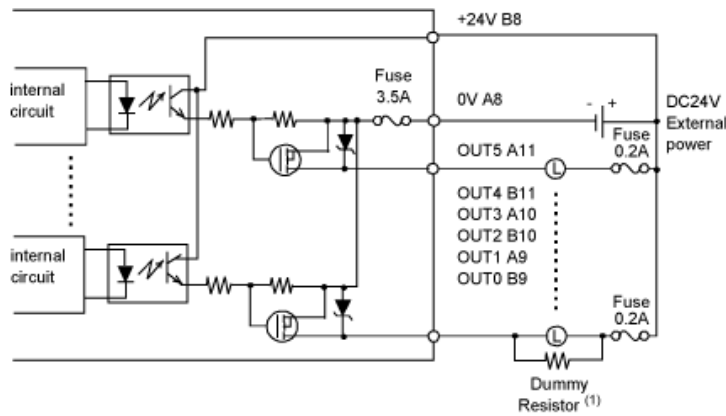 +24V B8
internal
circuit
Fuse
3.5A
0V A8
- +
DC24V
External
power
Fuse
0.2A
OUT5 A11
L
OUT4 B11
OUT3 A10
OUT2 B10
OUT1 A9
OUT0 B9
internal
circuit
Fuse
0.2A
L
Dummy
Resistor (1)